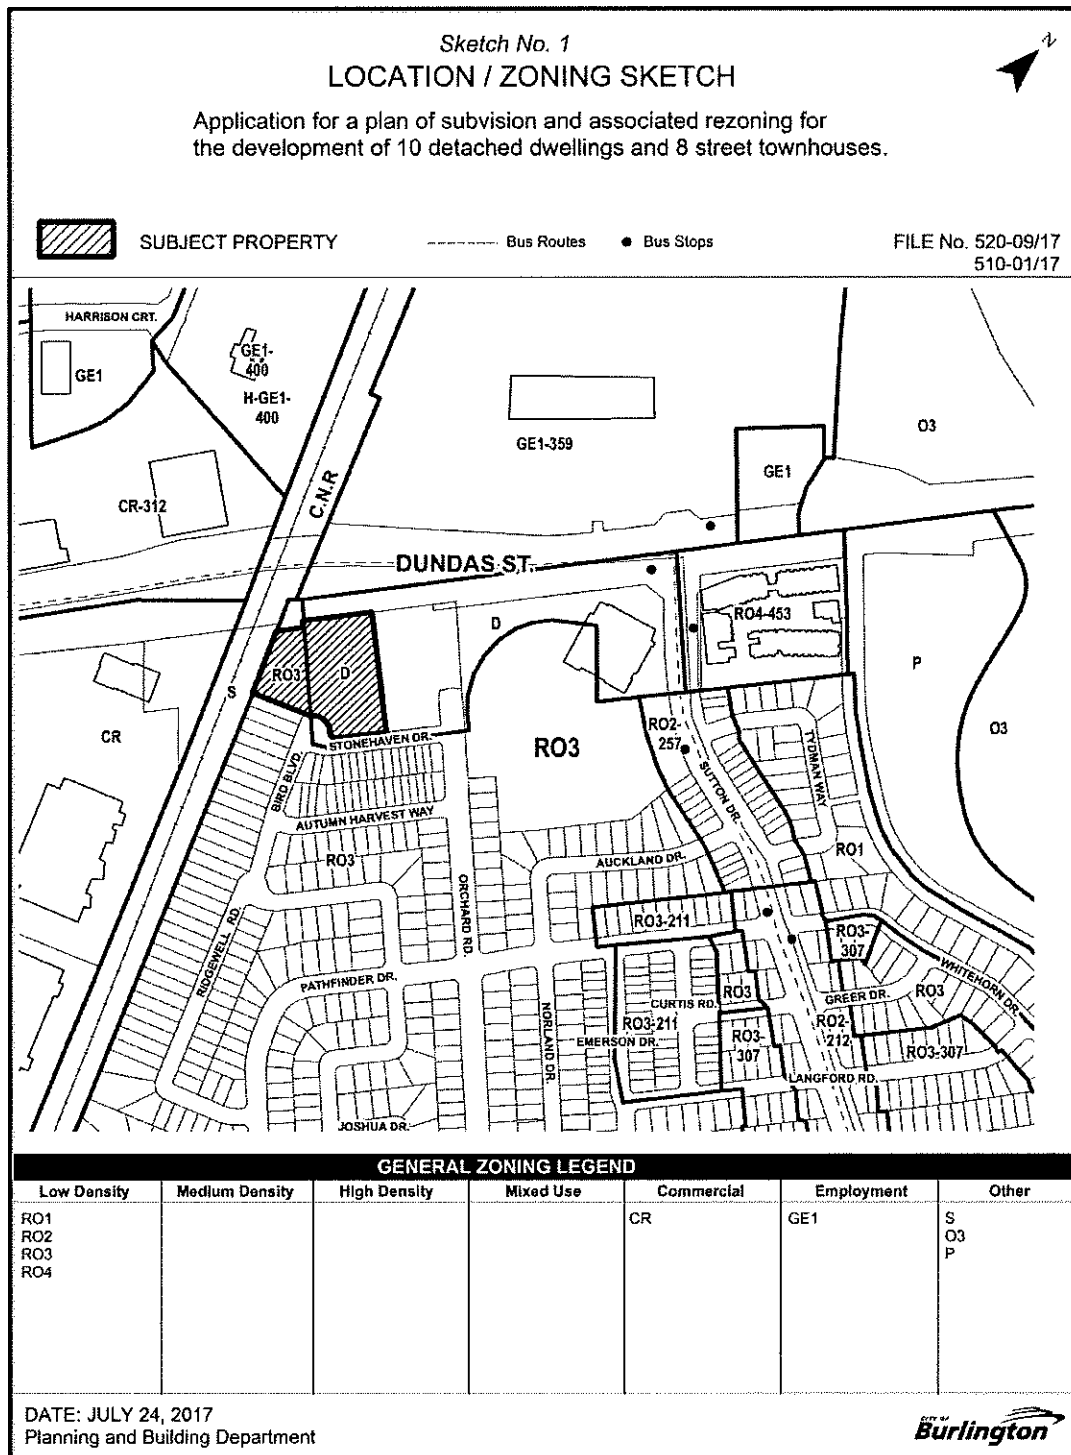 Sketch No. 1
LOCATION / ZONING SKETCH
N
Application for a plan of subvision and associated rezoning for
the development of 10 detached dwellings and 8 street townhouses.
SUBJECT PROPERTY
Bus Routes
Bus Stops
FILE No. 520-09/17
510-01/17
HARRISON CRT.
GE1
GE1-
400
H-GE1-
400
C.N.R
GE1-359
GE1
O3
CR-312
DUNDAS ST.
D
RO4-453
P
O3
RO3
D
S
CR
STONEHAVEN DR.
RO3
RO2-
257
SUTTON DR.
TYDMAN WAY
BIRD BLVD.
AUTUMN HARVEST WAY
RO3
AUCKLAND DR.
RO1
ORCHARD RD.
RO3-211
RO3-
307
RIDGEWELL RD.
PATHFINDER DR.
WHITEHORN DR.
CURTIS RD.
RO3
GREER DR.
RO3
NORLAND DR.
RO3-211
EMERSON DR.
RO3-
307
RO2-
212
RO3-307
LANGFORD RD.
JOSHUA DR.
GENERAL ZONING LEGEND
Low Density Medium Density High Density Mixed Use Commercial Employment Other
RO1 CR GE1 S
RO2 O3
RO3 P
RO4
DATE: JULY 24, 2017
Planning and Building Department
CITY OF
Burlington